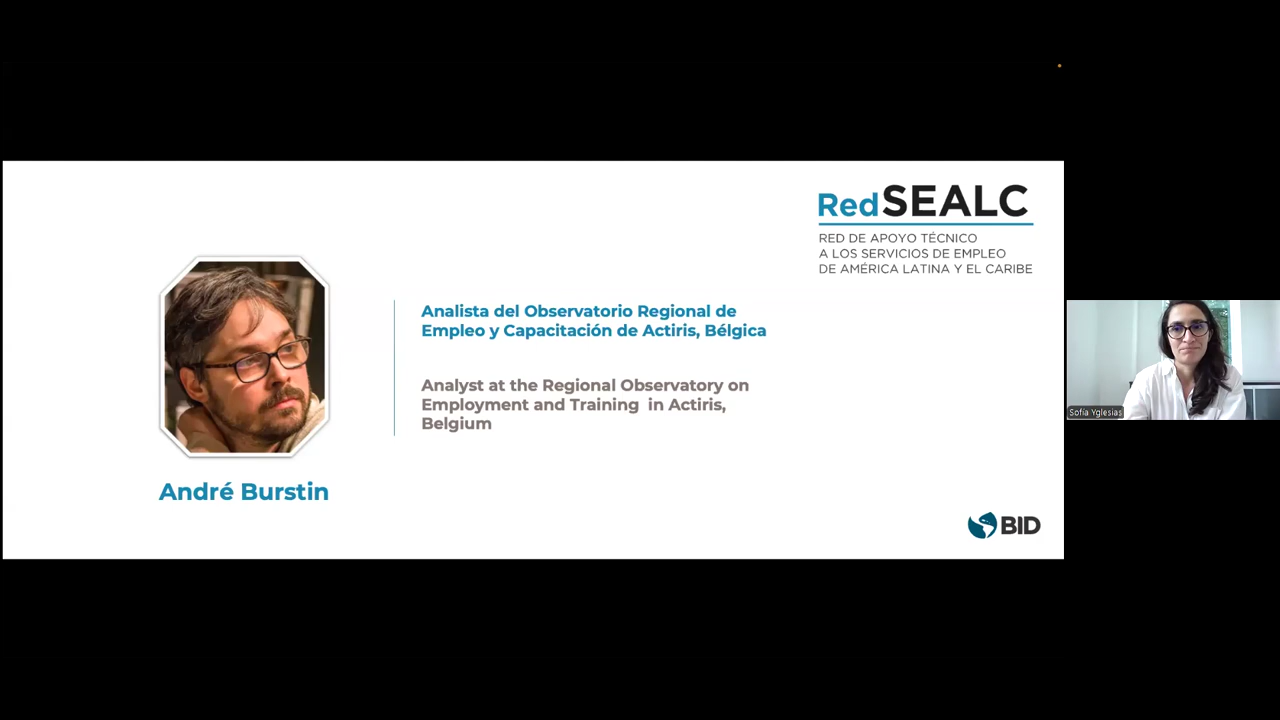 RedSEALC
RED DE APOYO TÉCNICO
A LOS SERVICIOS DE EMPLEO
DE AMÉRICA LATINA Y EL CARIBE
Analista del Observatorio Regional de
Empleo y Capacitación de Actiris, Bélgica
Analyst at the Regional Observatory on
Employment and Training in Actiris,
Belgium
André Burstin
BID
Sofía Yglesias